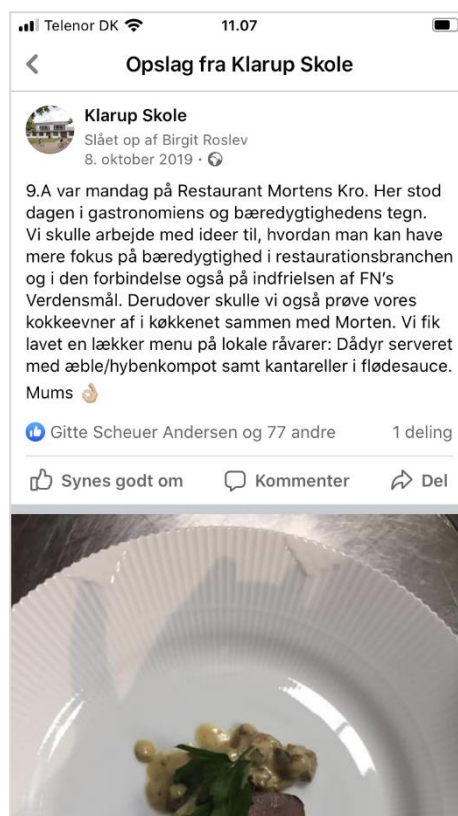 Telenor DK 11.07
Opslag fra Klarup Skole
Klarup Skole
Slået op af Birgit Roslev
8. oktober 2019 ·
9.A var mandag på Restaurant Mortens Kro. Her stod
dagen i gastronomiens og bæredygtighedens tegn.
Vi skulle arbejde med ideer til, hvordan man kan have
mere fokus på bæredygtighed i restaurationsbranchen
og i den forbindelse også på indfrielsen af FN's
Verdensmål. Derudover skulle vi også prøve vores
kokkeevner af i køkkenet sammen med Morten. Vi fik
lavet en lækker menu på lokale råvarer: Dådyr serveret
med æble/hybenkompot samt kantareller i flødesauce.
Mums 👌🏼
Gitte Scheuer Andersen og 77 andre 1 deling
Synes godt om Kommenter Del